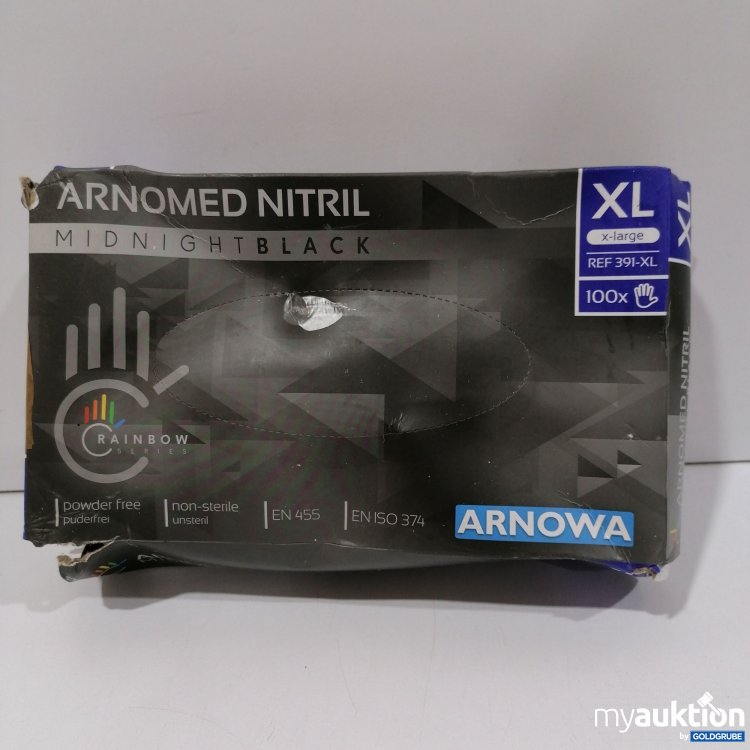 ARNOMED NITRIL
MIDNIGHTBLACK
XL
x-large
REF 391-XL
100x
XL
ARNOMED NITRIL
RAINBOW
SERIES
powder free
puderfrei
non-sterile
unsteril
EN 455
EN ISO 374
ARNOWA
myauktion
by GOLDGRUBE